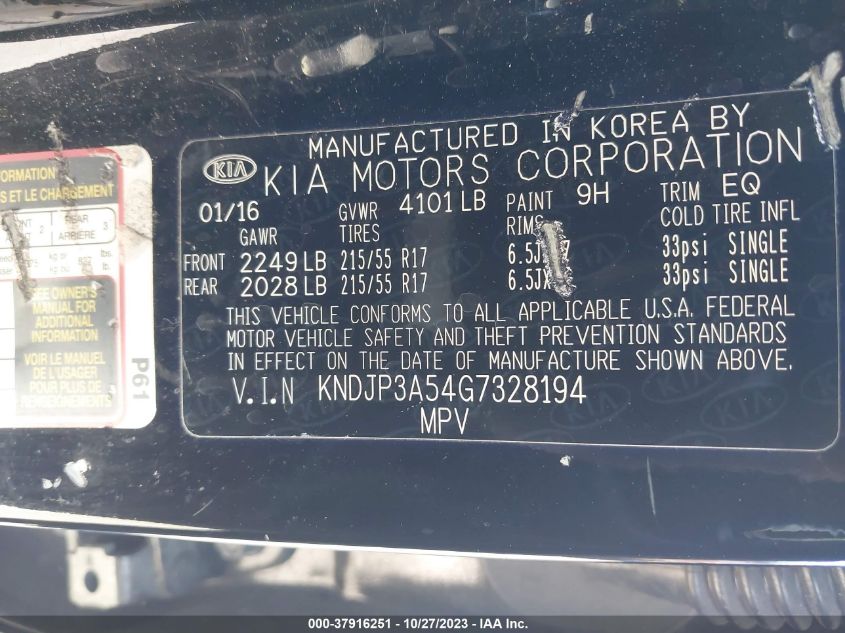 MANUFACTURED IN KOREA BY
KIA KIA MOTORS CORPORATION
01/16 GVWR 4101 LB PAINT 9H TRIM EQ
GAWR TIRES RIMS COLD TIRE INFL
FRONT 2249 LB 215/55 R17 33psi SINGLE
REAR 2028 LB 215/55 R17 33psi SINGLE
THIS VEHICLE CONFORMS TO ALL APPLICABLE U.S.A. FEDERAL
MOTOR VEHICLE SAFETY AND THEFT PREVENTION STANDARDS
IN EFFECT ON THE DATE OF MANUFACTURE SHOWN ABOVE.
V.I.N KNDJP3A54G7328194
MPV
ET LE CHARGEMENT
2 REAR ARRIÈRE 3
SEE OWNER'S
MANUAL FOR
ADDITIONAL
INFORMATION
VOIR LE MANUEL
DE L'USAGER
POUR PLUS DE
RENSEIGNEMENTS
P61
000-37916251 - 10/27/2023 - IAA Inc.